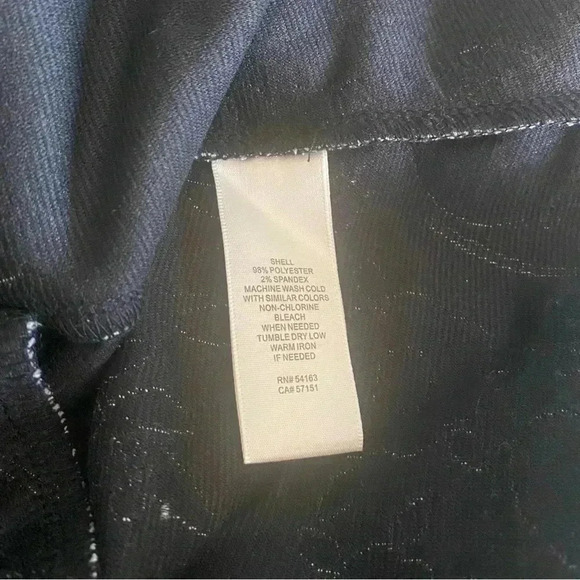 SHELL
98% POLYESTER
2% SPANDEX
MACHINE WASH COLD
WITH SIMILAR COLORS
NON-CHLORINE
BLEACH
WHEN NEEDED
TUMBLE DRY LOW
WARM IRON
IF NEEDED
RN# 54163
CA# 57151